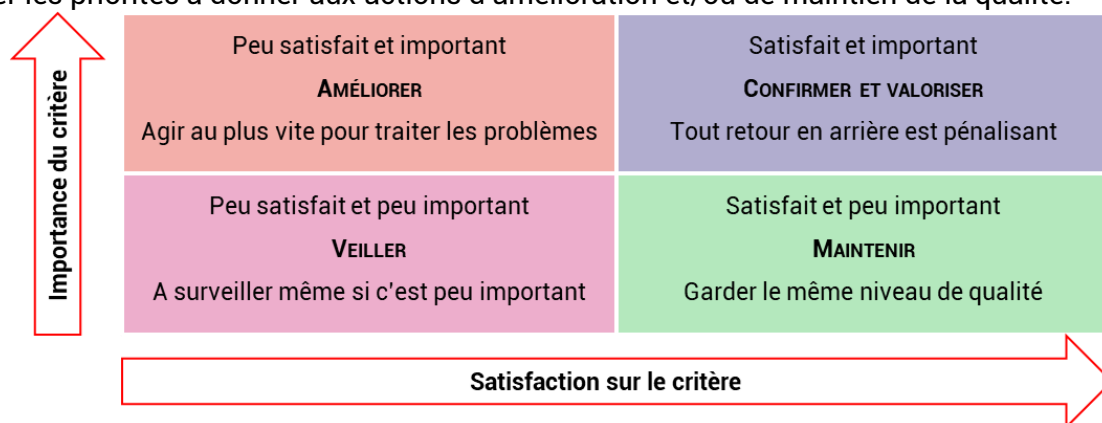 les priorités à donner aux actions d'amélioration et/ou de maintien de la qualité.
Importance du critère
Peu satisfait et important
AMÉLIORER
Agir au plus vite pour traiter les problèmes
Satisfait et important
CONFIRMER ET VALORISER
Tout retour en arrière est pénalisant
Peu satisfait et peu important
VEILLER
A surveiller même si c'est peu important
Satisfait et peu important
MAINTENIR
Garder le même niveau de qualité
Satisfaction sur le critère